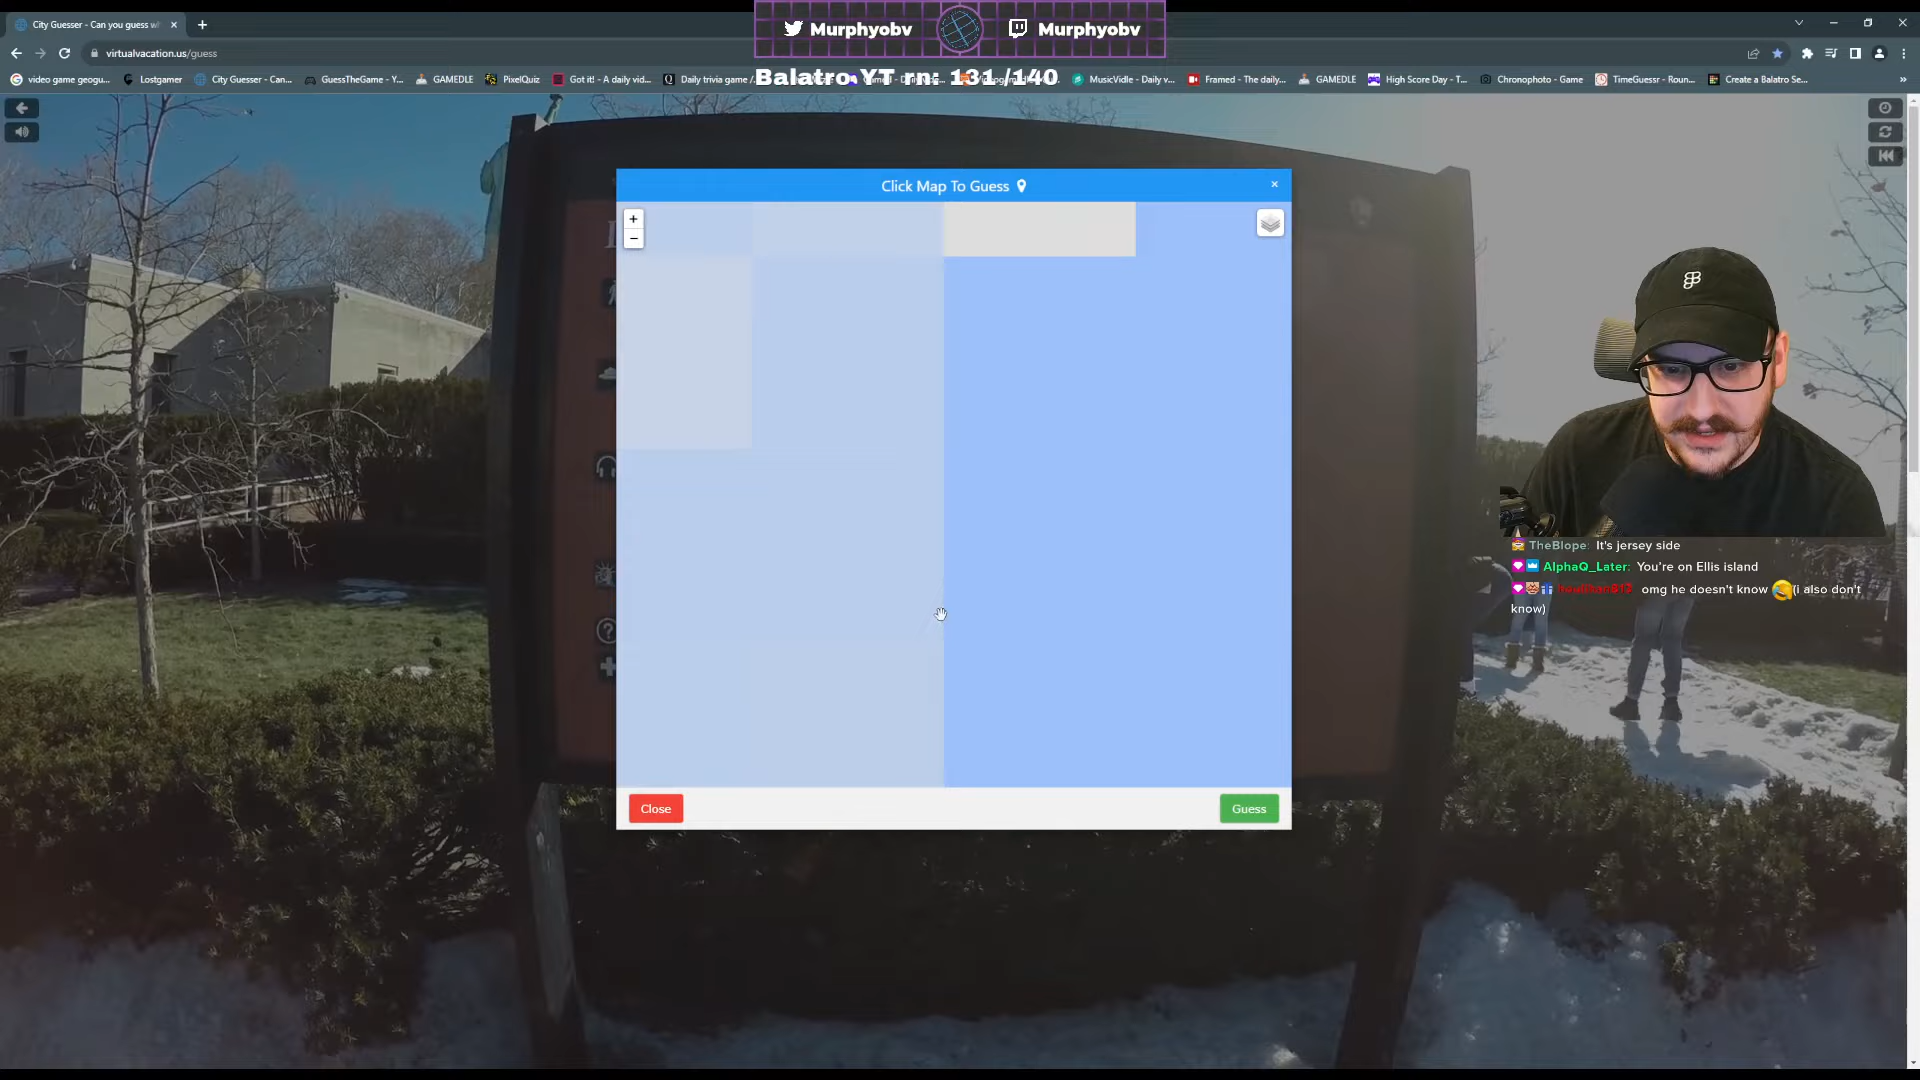 City Guesser - Can you guess w
virtualvacation.us/guess
video game geogu...
Lostgamer
City Guesser - Can...
GuessTheGame - Y...
GAMEDLE
PixelQuiz
Got it! - A daily vid...
Daily trivia game /
MusicVidle - Daily v...
Framed - The daily...
GAMEDLE
High Score Day - T...
Chronophoto - Game
TimeGuessr - Roun...
Create a Balatro Se...
Murphyobv
Murphyobv
Balatro YT rn: 131 /140
Click Map To Guess
+
−
Close
Guess
TheBlope: It's jersey side
AlphaQ_Later: You're on Ellis island
omg he doesn't know (i also don't
know)